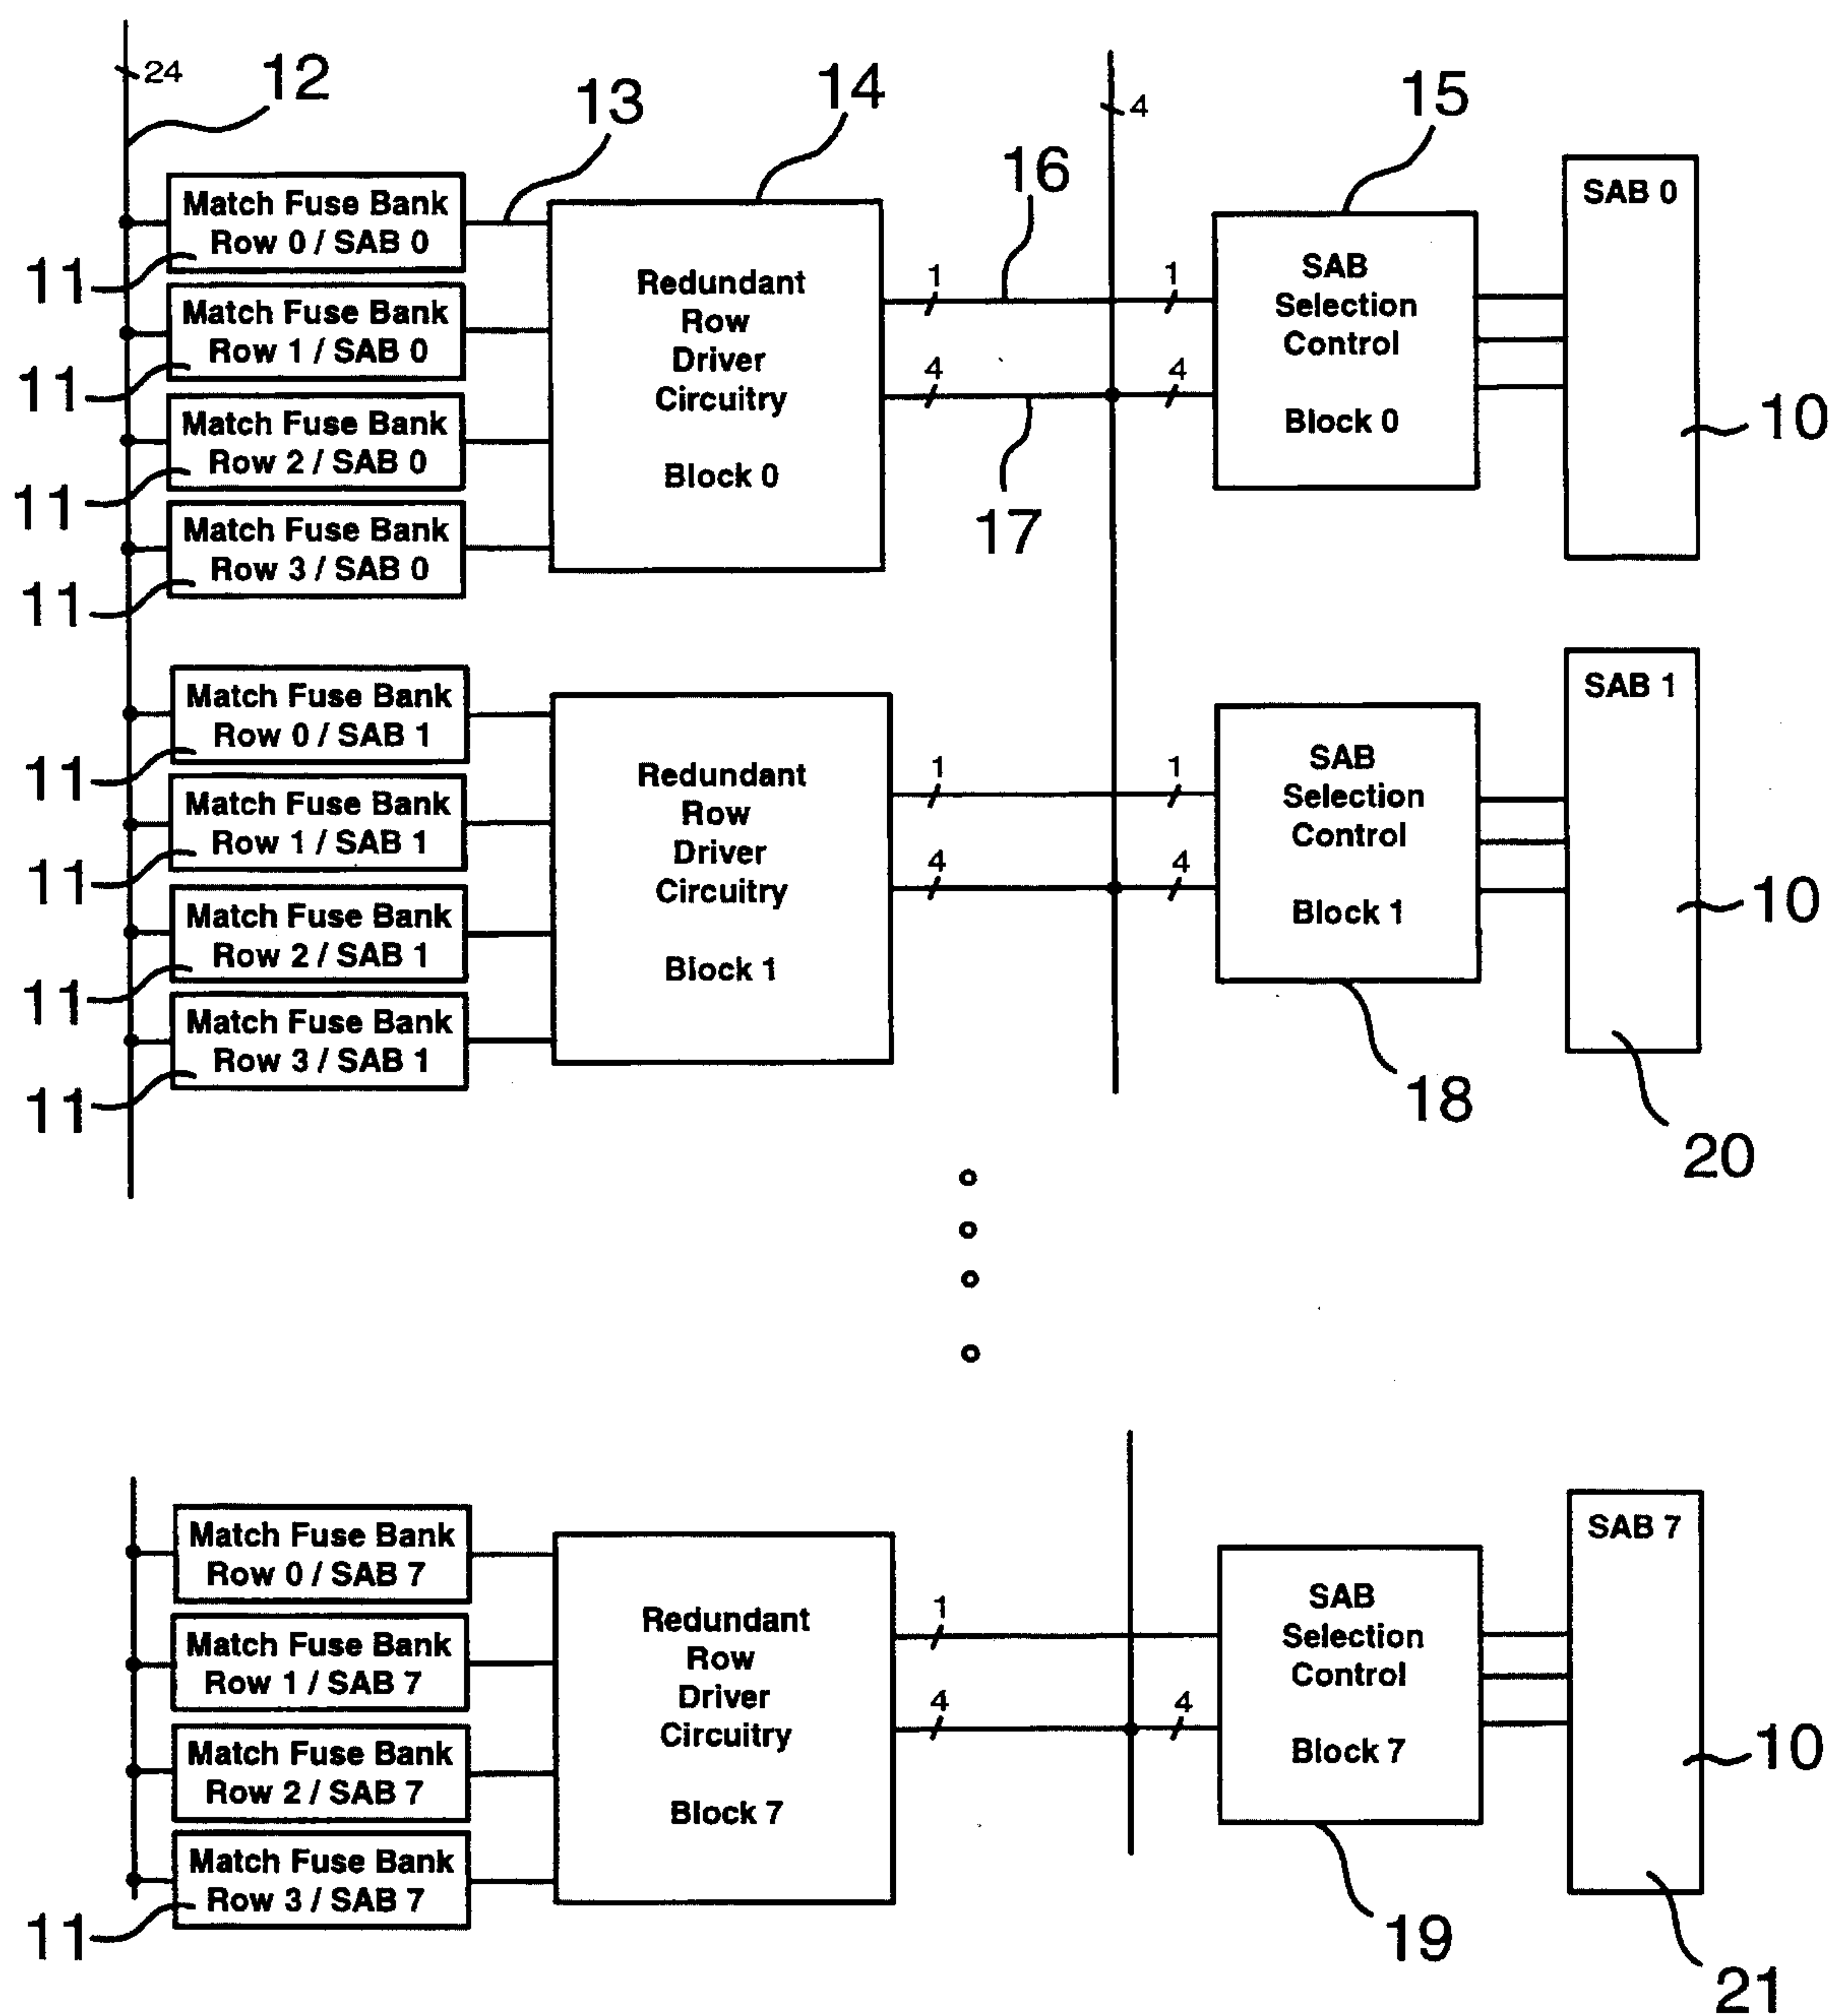 24
12
13
14
4
15
16
Match Fuse Bank
Row 0 / SAB 0
11
Match Fuse Bank
Row 1 / SAB 0
11
Match Fuse Bank
Row 2 / SAB 0
11
Match Fuse Bank
Row 3 / SAB 0
11
Redundant
Row
Driver
Circuitry
Block 0
1
1
4
4
17
SAB
Selection
Control
Block 0
SAB 0
10
Match Fuse Bank
Row 0 / SAB 1
11
Match Fuse Bank
Row 1 / SAB 1
11
Match Fuse Bank
Row 2 / SAB 1
11
Match Fuse Bank
Row 3 / SAB 1
11
Redundant
Row
Driver
Circuitry
Block 1
1
1
4
4
SAB
Selection
Control
Block 1
18
SAB 1
10
20
Match Fuse Bank
Row 0 / SAB 7
Match Fuse Bank
Row 1 / SAB 7
Match Fuse Bank
Row 2 / SAB 7
Match Fuse Bank
Row 3 / SAB 7
11
Redundant
Row
Driver
Circuitry
Block 7
1
4
4
SAB
Selection
Control
Block 7
19
SAB 7
10
21